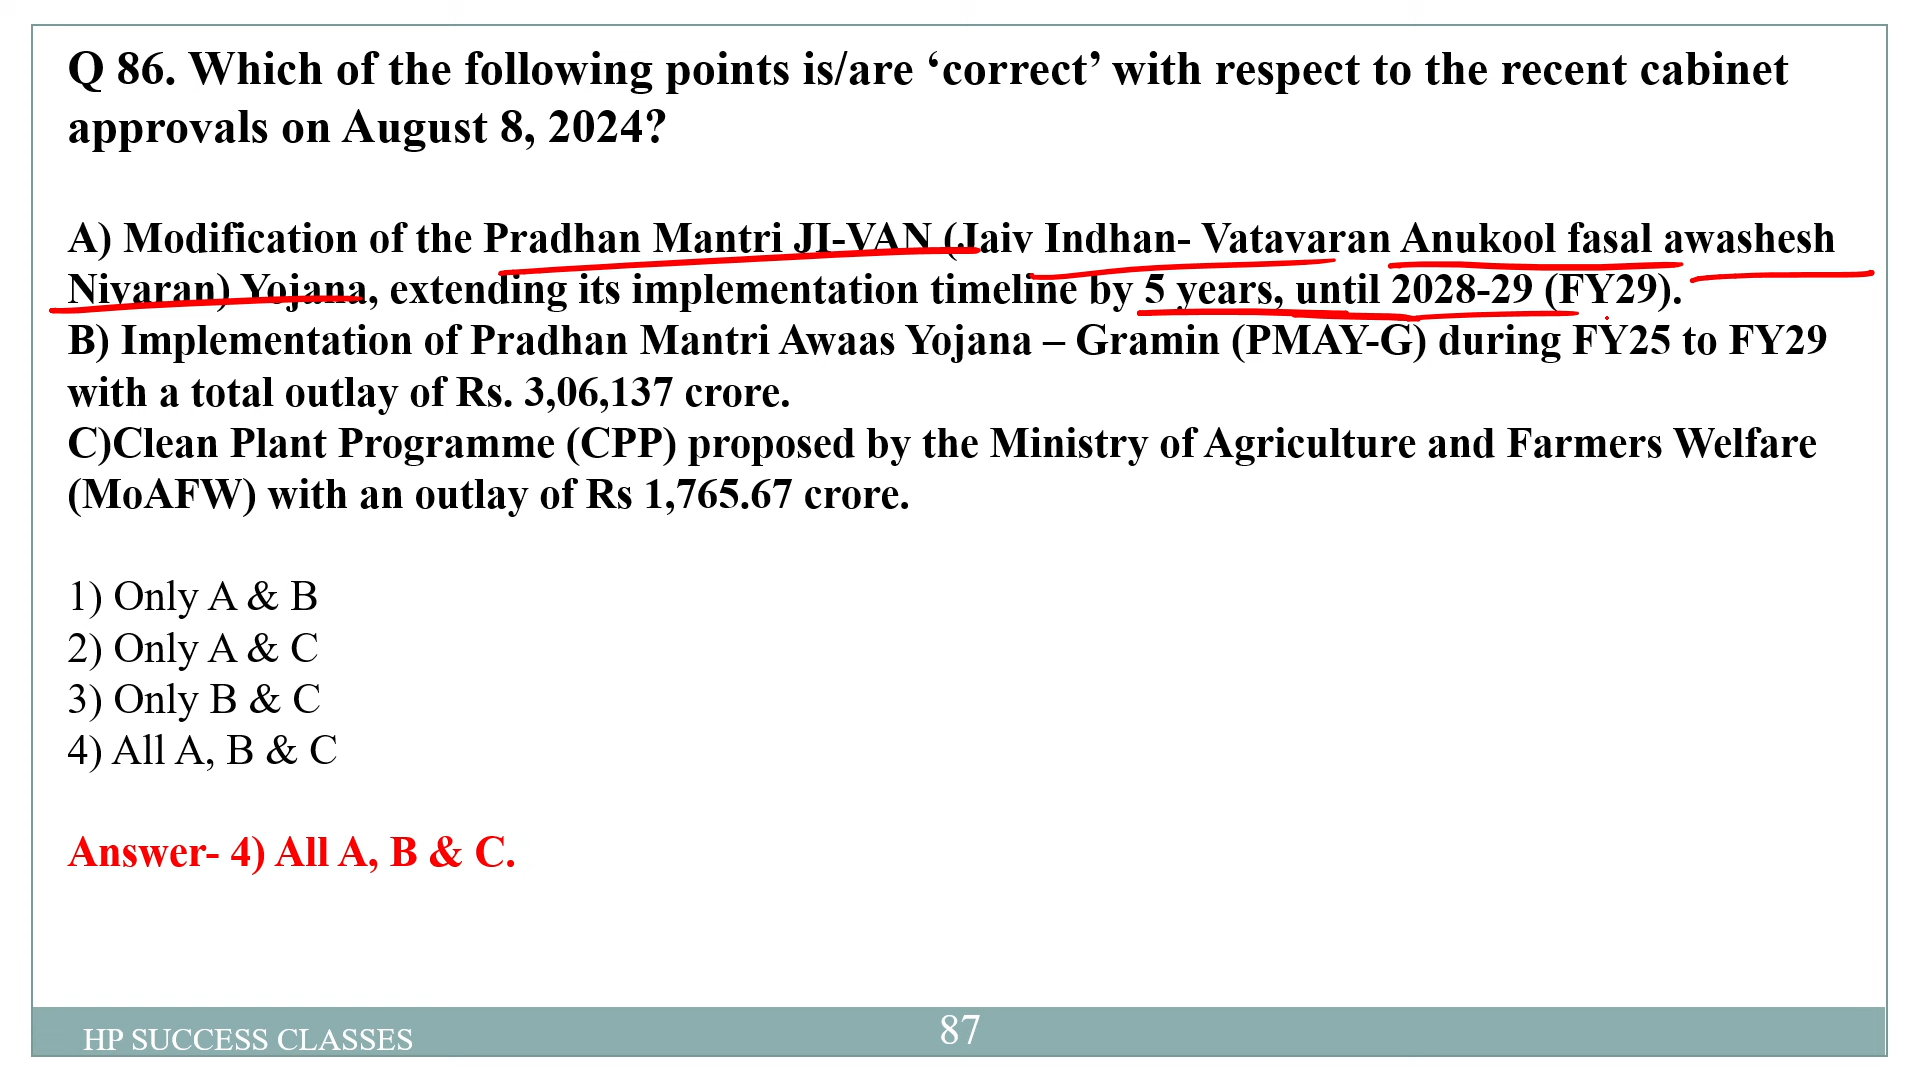 Q 86. Which of the following points is/are ‘correct’ with respect to the recent cabinet
approvals on August 8, 2024?
A) Modification of the Pradhan Mantri JI-VAN (Jaiv Indhan- Vatavaran Anukool fasal awashesh
Nivaran) Yojana, extending its implementation timeline by 5 years, until 2028-29 (FY29).
B) Implementation of Pradhan Mantri Awaas Yojana – Gramin (PMAY-G) during FY25 to FY29
with a total outlay of Rs. 3,06,137 crore.
C)Clean Plant Programme (CPP) proposed by the Ministry of Agriculture and Farmers Welfare
(MoAFW) with an outlay of Rs 1,765.67 crore.
1) Only A & B
2) Only A & C
3) Only B & C
4) All A, B & C
Answer- 4) All A, B & C.
HP SUCCESS CLASSES
87